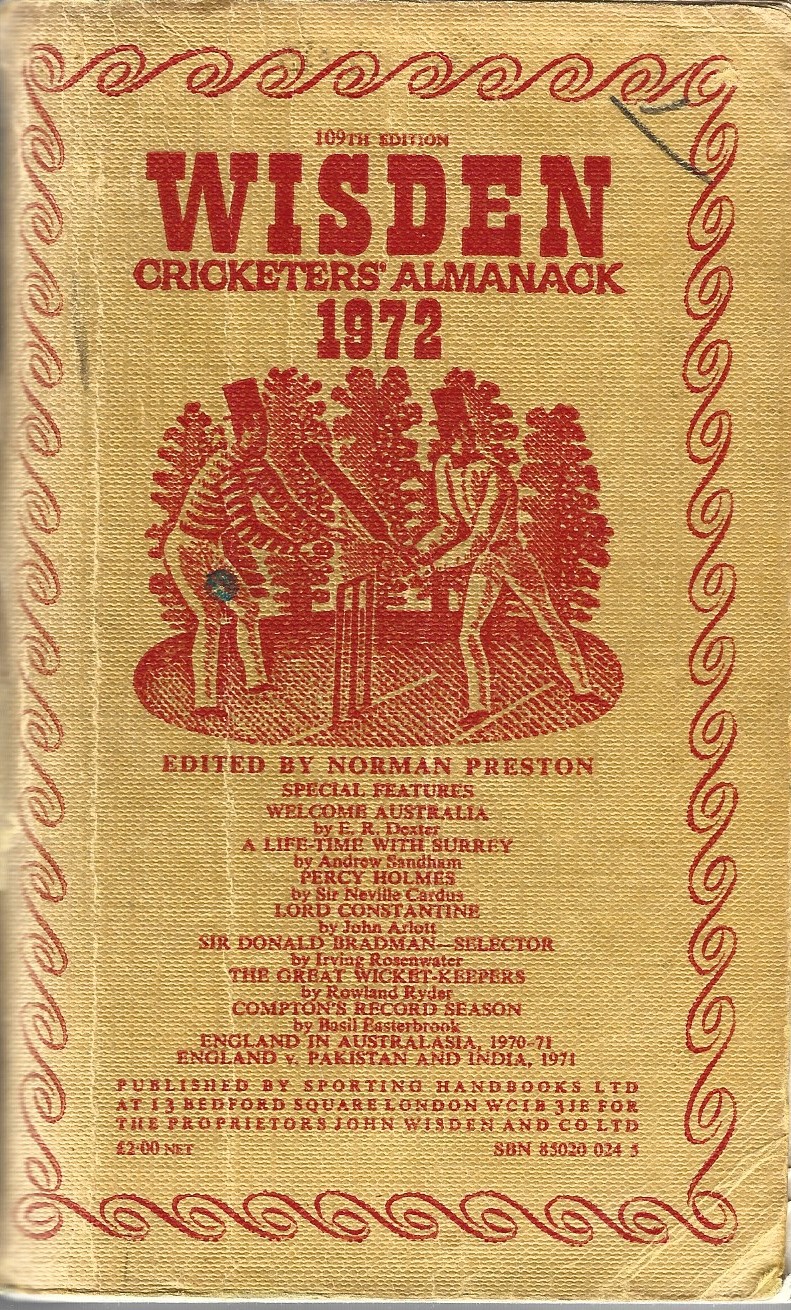 109TH EDITION
WISDEN
CRICKETERS' ALMANACK
1972
EDITED BY NORMAN PRESTON
SPECIAL FEATURES
WELCOME AUSTRALIA
by E. R. Dexter
A LIFE-TIME WITH SURREY
by Andrew Sandham
PERCY HOLMES
by Sir Neville Cardus
LORD CONSTANTINE
by John Arlott
SIR DONALD BRADMAN—SELECTOR
by Irving Rosenwater
THE GREAT WICKET-KEEPERS
by Rowland Ryder
COMPTON'S RECORD SEASON
by Basil Easterbrook
ENGLAND IN AUSTRALASIA, 1970-71
ENGLAND v. PAKISTAN AND INDIA, 1971
PUBLISHED BY SPORTING HANDBOOKS LTD
AT 13 BEDFORD SQUARE LONDON WC1B 3JE FOR
THE PROPRIETORS JOHN WISDEN AND CO LTD
£2·00 NET SBN 85020 024 5